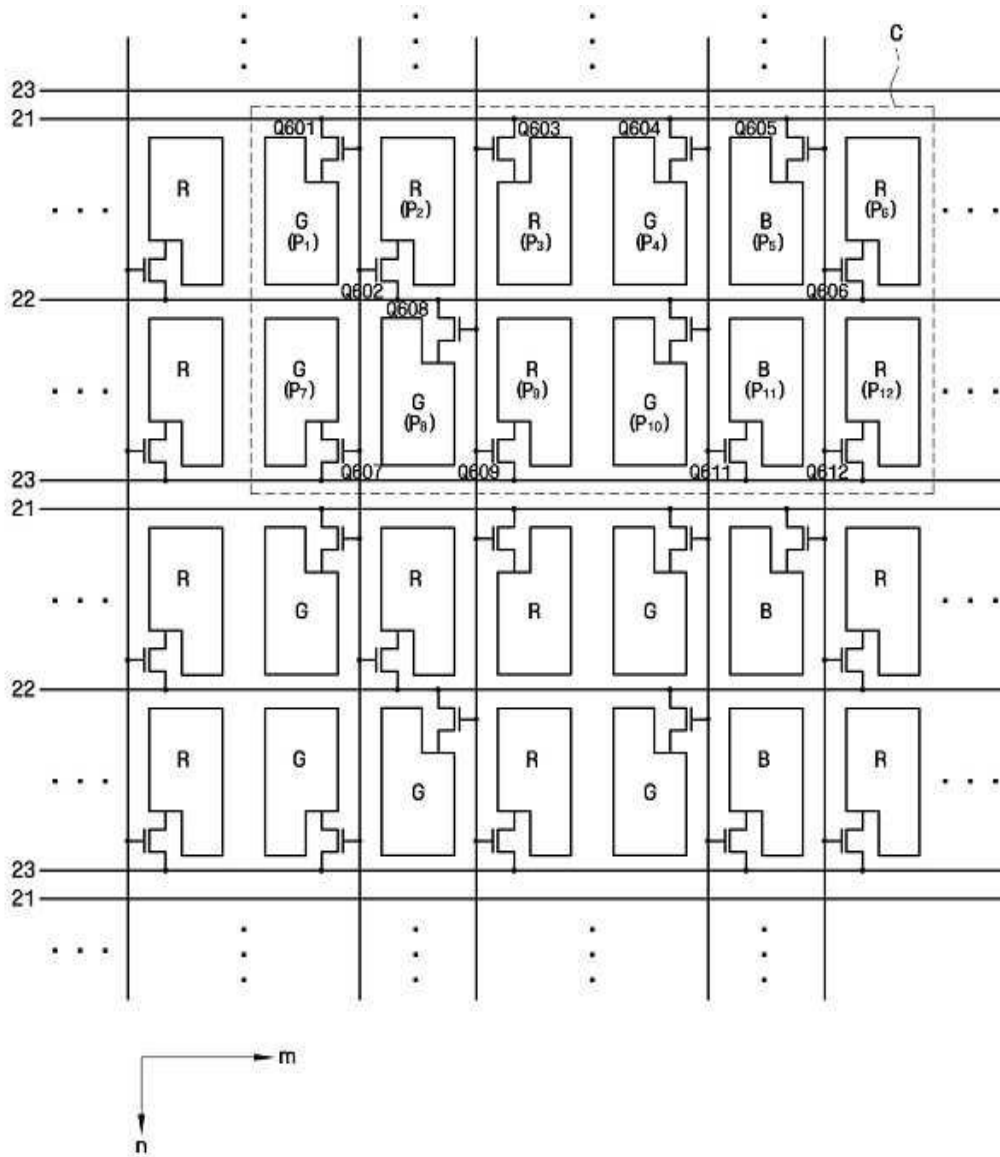 C
23
21
Q601 Q603 Q604 Q605
R G (P1) R (P2) R (P3) G (P4) B (P5) R (P6)
22 Q602 Q606
Q608
R G (P7) G (P8) R (P9) G (P10) B (P11) R (P12)
23 Q607 Q609 Q611 Q612
21
R G R R G B R
22
R G G R G B R
23
21
m
n